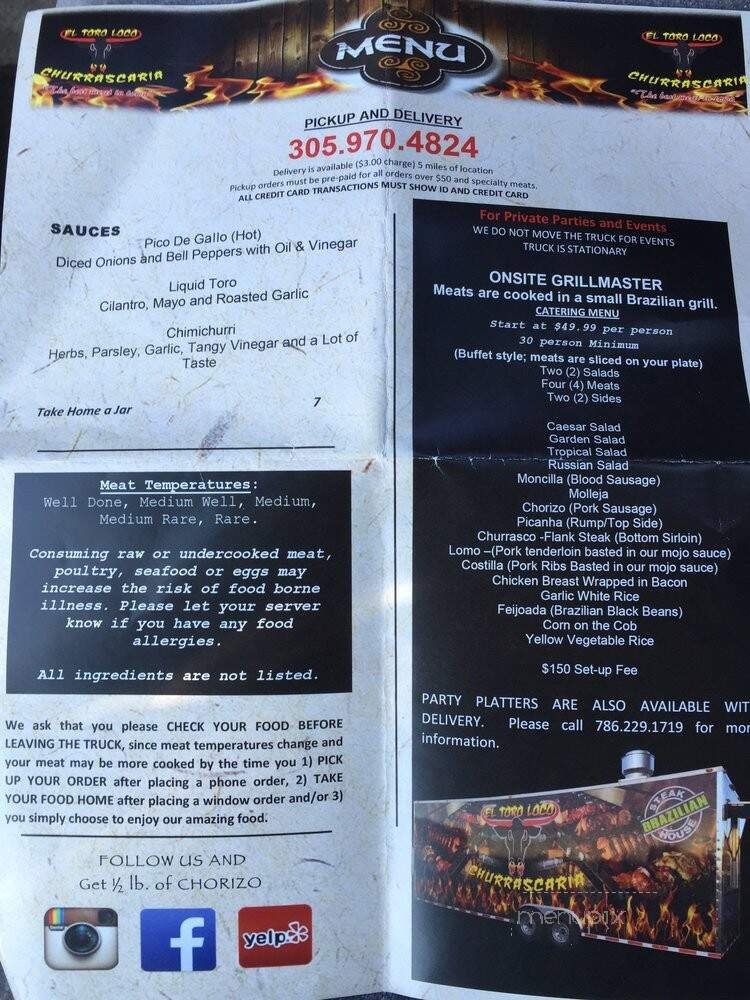 EL TORO LOCO
CHURRASCARIA
"The best meat in town"
MENU
EL TORO LOCO
CHURRASCARIA
"The best meat in town"
PICKUP AND DELIVERY
305.970.4824
Delivery is available ($3.00 charge) 5 miles of location
Pickup orders must be pre-paid for all orders over $50 and specialty meats.
ALL CREDIT CARD TRANSACTIONS MUST SHOW ID AND CREDIT CARD
SAUCES
Pico De Gallo (Hot)
Diced Onions and Bell Peppers with Oil & Vinegar
Liquid Toro
Cilantro, Mayo and Roasted Garlic
Chimichurri
Herbs, Parsley, Garlic, Tangy Vinegar and a Lot of
Taste
Take Home a Jar 7
Meat Temperatures:
Well Done, Medium Well, Medium,
Medium Rare, Rare.
Consuming raw or undercooked meat,
poultry, seafood or eggs may
increase the risk of food borne
illness. Please let your server
know if you have any food
allergies.
All ingredients are not listed.
We ask that you please CHECK YOUR FOOD BEFORE
LEAVING THE TRUCK, since meat temperatures change and
your meat may be more cooked by the time you 1) PICK
UP YOUR ORDER after placing a phone order, 2) TAKE
YOUR FOOD HOME after placing a window order and/or 3)
you simply choose to enjoy our amazing food.
FOLLOW US AND
Get ½ lb. of CHORIZO
yelp
For Private Parties and Events
WE DO NOT MOVE THE TRUCK FOR EVENTS
TRUCK IS STATIONARY
ONSITE GRILLMASTER
Meats are cooked in a small Brazilian grill.
CATERING MENU
Start at $49.99 per person
30 person Minimum
(Buffet style; meats are sliced on your plate)
Two (2) Salads
Four (4) Meats
Two (2) Sides
Caesar Salad
Garden Salad
Tropical Salad
Russian Salad
Moncilla (Blood Sausage)
Molleja
Chorizo (Pork Sausage)
Picanha (Rump/Top Side)
Churrasco -Flank Steak (Bottom Sirloin)
Lomo –(Pork tenderloin basted in our mojo sauce)
Costilla (Pork Ribs Basted in our mojo sauce)
Chicken Breast Wrapped in Bacon
Garlic White Rice
Feijoada (Brazilian Black Beans)
Corn on the Cob
Yellow Vegetable Rice
$150 Set-up Fee
PARTY PLATTERS ARE ALSO AVAILABLE WIT
DELIVERY. Please call 786.229.1719 for mor
information.
EL TORO LOCO
CHURRASCARIA
STEAK
BRAZILIAN
HOUSE
menupix